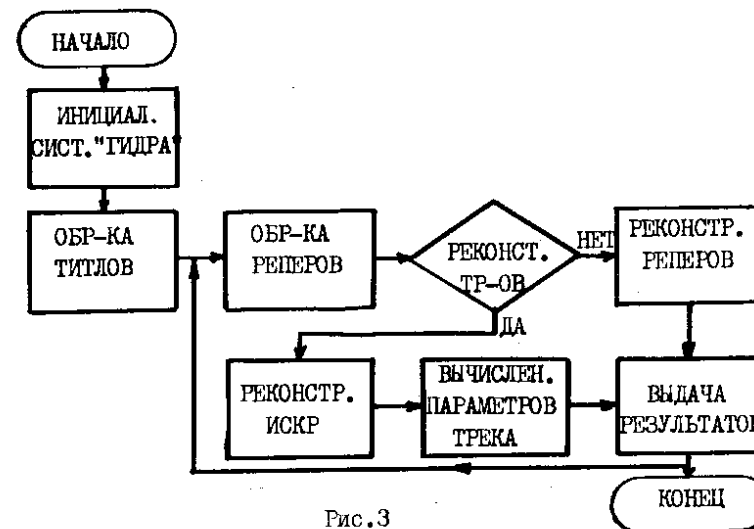 НАЧАЛО
ИНИЦИАЛ.
СИСТ."ГИДРА"
ОБР-КА
ТИТЛОВ
ОБР-КА
РЕПЕРОВ
РЕКОНСТ.
ТР-ОВ
НЕТ
РЕКОНСТР.
РЕПЕРОВ
ДА
РЕКОНСТР.
ИСКР
ВЫЧИСЛЕН.
ПАРАМЕТРОВ
ТРЕКА
ВЫДАЧА
РЕЗУЛЬТАТОВ
КОНЕЦ
Рис.3